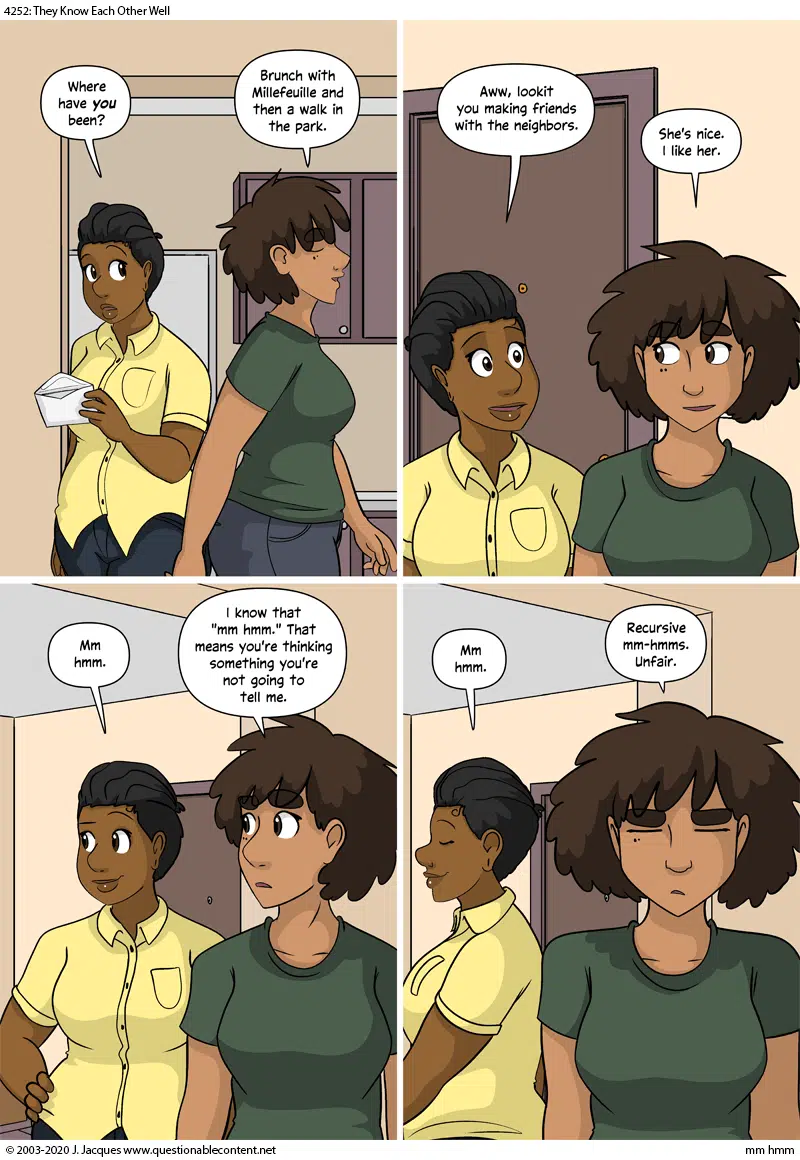 4252: They Know Each Other Well
Where
have you
been?
Brunch with
Millefeuille and
then a walk in
the park.
Aww, lookit
you making friends
with the neighbors.
She's nice.
I like her.
Mm
hmm.
I know that
"mm hmm." That
means you're thinking
something you're
not going to
tell me.
Mm
hmm.
Recursive
mm-hmms.
Unfair.
© 2003-2020 J. Jacques www.questionablecontent.net
mm hmm